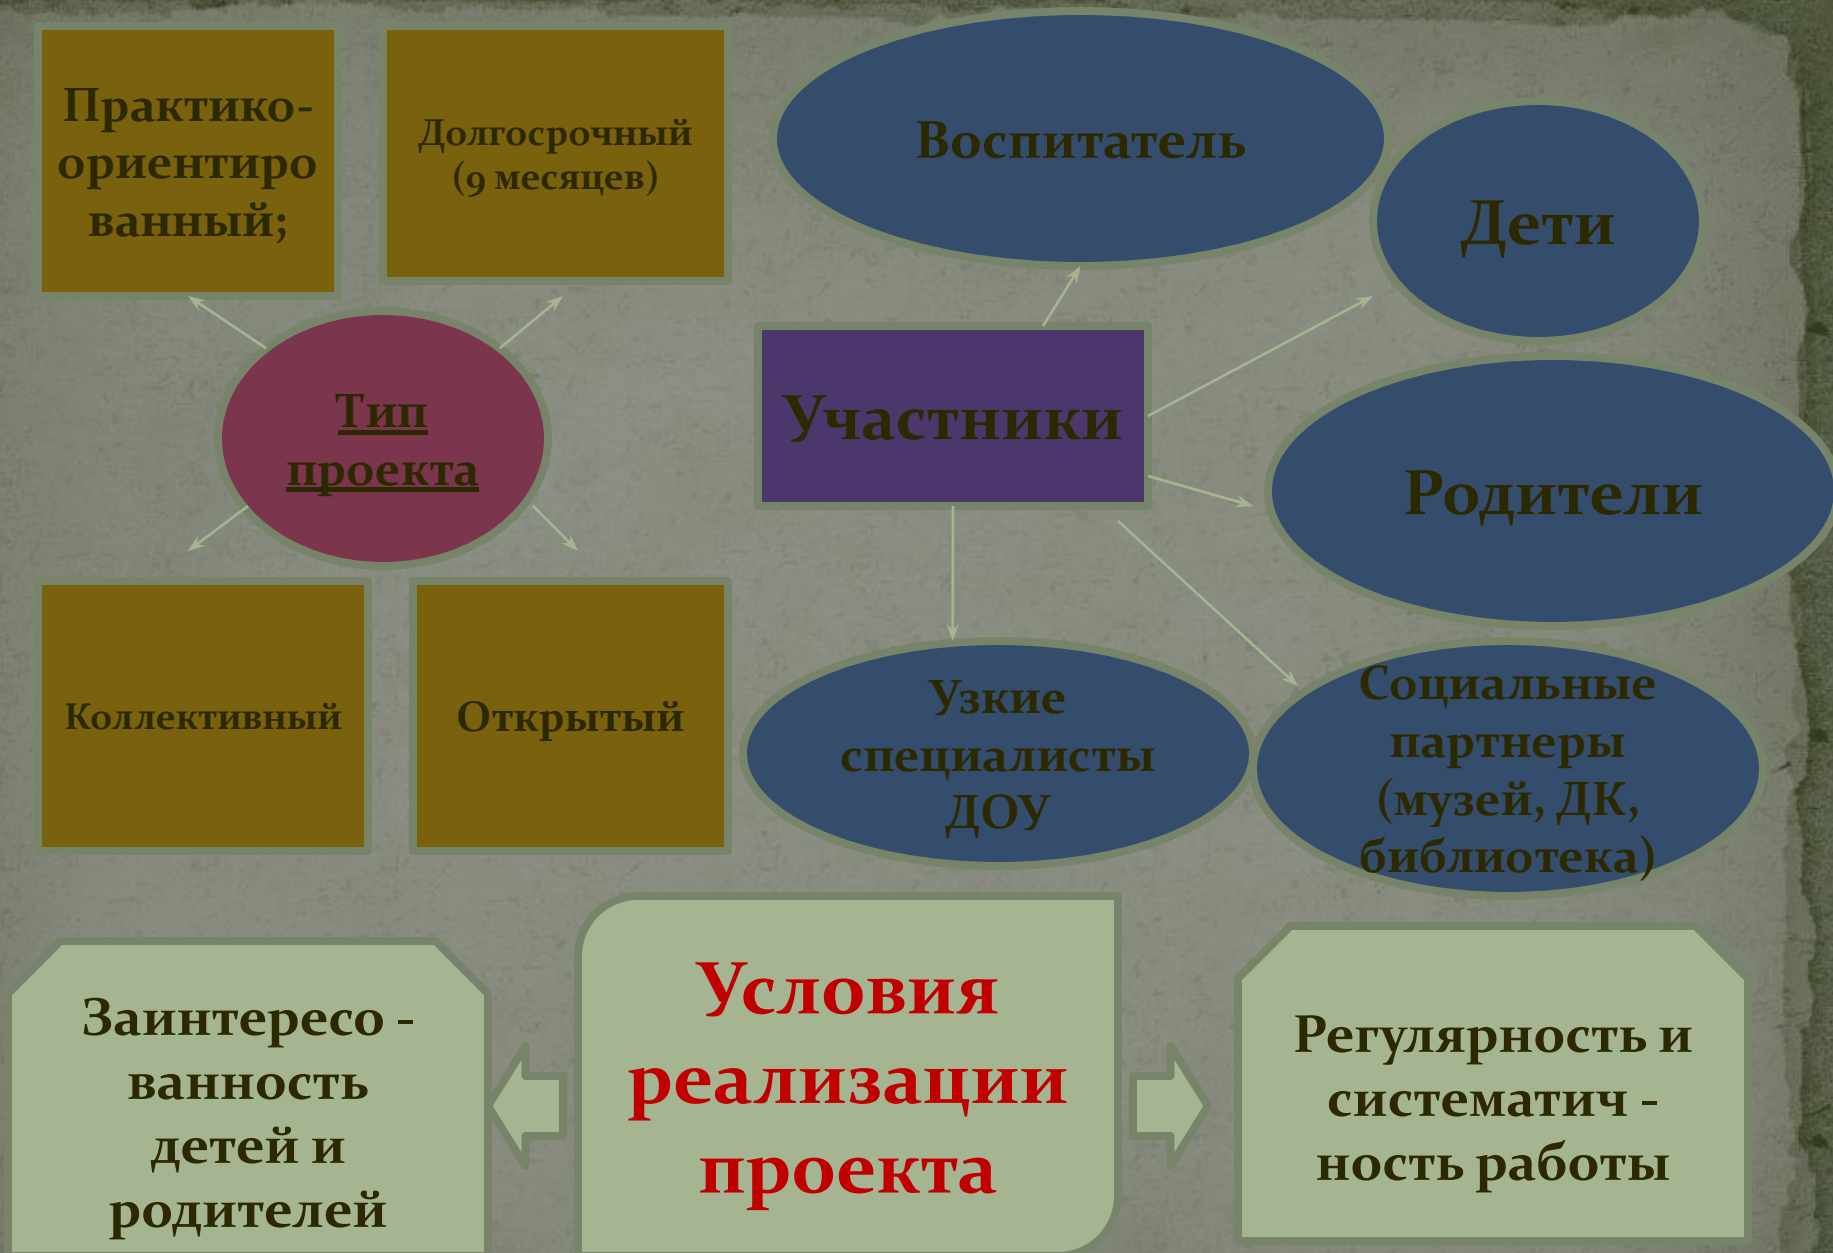 Практико-
ориентиро
ванный;
Долгосрочный
(9 месяцев)
Тип
проекта
Коллективный
Открытый
Воспитатель
Дети
Участники
Родители
Узкие
специалисты
ДОУ
Социальные
партнеры
(музей, ДК,
библиотека)
Заинтересо -
ванность
детей и
родителей
Условия
реализации
проекта
Регулярность и
систематич -
ность работы